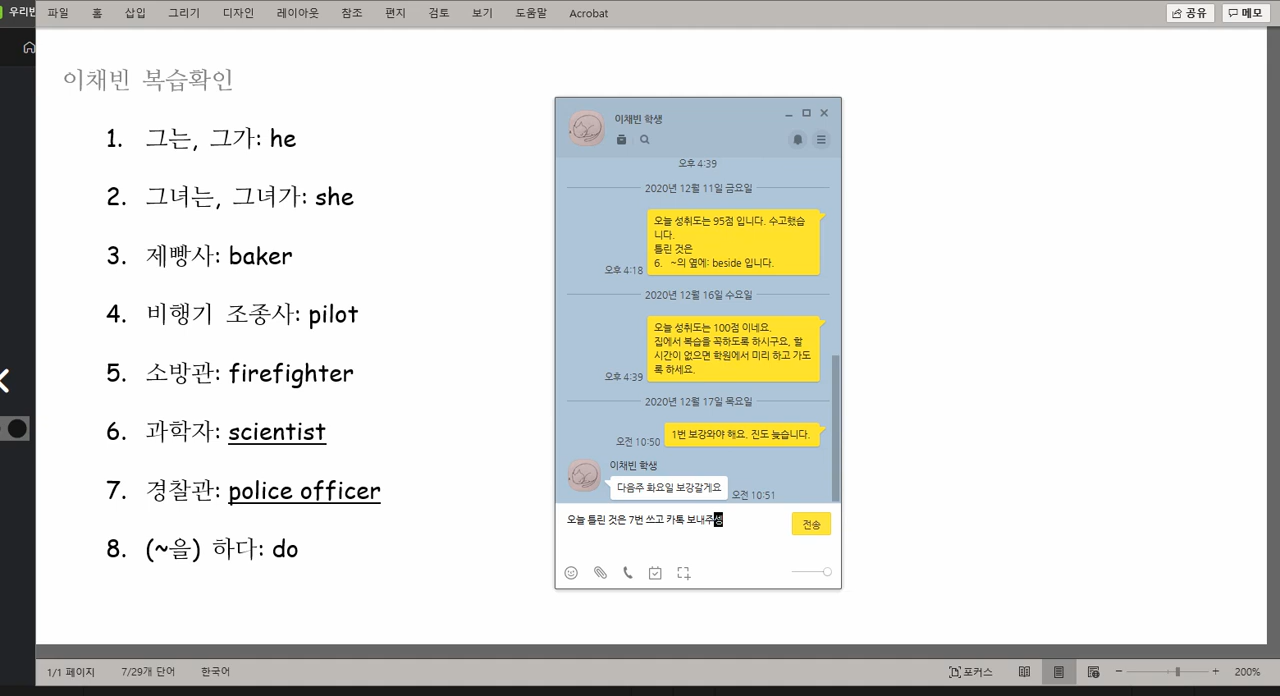 우리반
파일 홈 삽입 그리기 디자인 레이아웃 참조 편지 검토 보기 도움말 Acrobat
공유 메모
이채빈 복습확인
1. 그는, 그가: he
2. 그녀는, 그녀가: she
3. 제빵사: baker
4. 비행기 조종사: pilot
5. 소방관: firefighter
6. 과학자: scientist
7. 경찰관: police officer
8. (~을) 하다: do
이채빈 학생
오후 4:39
2020년 12월 11일 금요일
오늘 성취도는 95점 입니다. 수고했습
니다.
틀린 것은
6. ~의 옆에: beside 입니다.
오후 4:18
2020년 12월 16일 수요일
오늘 성취도는 100점 이네요.
집에서 복습을 꼭하도록 하시구요, 할
시간이 없으면 학원에서 미리 하고 가도
록 하세요.
오후 4:39
2020년 12월 17일 목요일
1번 보강와야 해요. 진도 늦습니다.
오전 10:50
이채빈 학생
다음주 화요일 보강갈게요
오전 10:51
오늘 틀린 것은 7번 쓰고 카톡 보내주셍
전송
1/1 페이지 7/29개 단어 한국어
포커스
200%